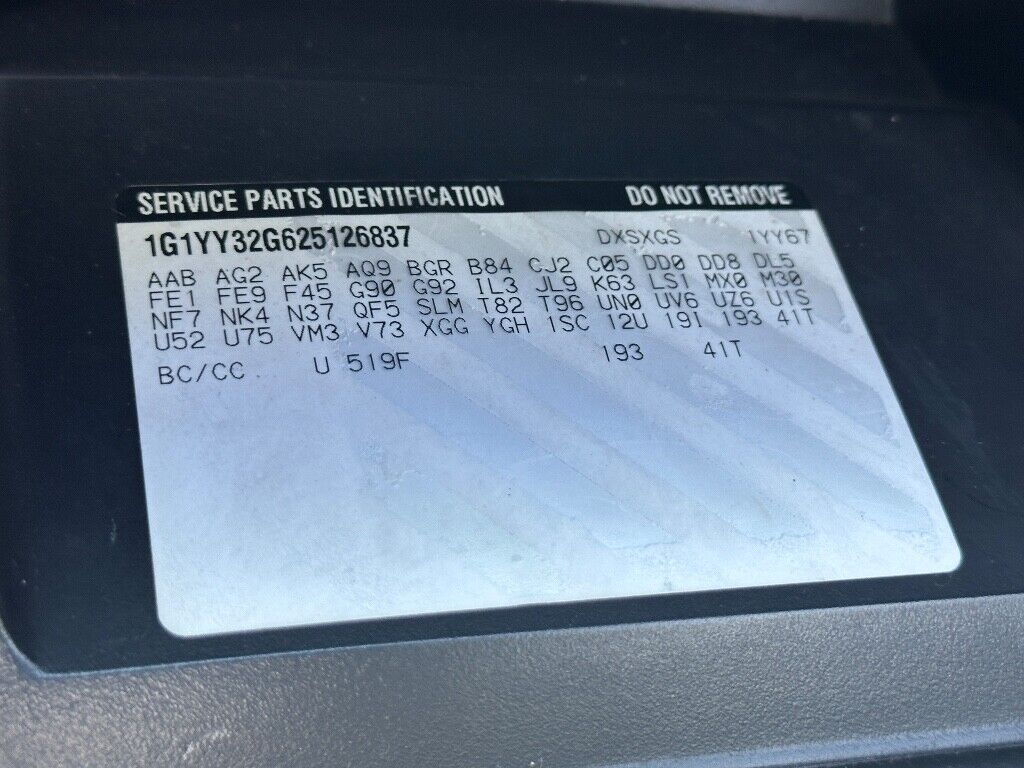 SERVICE PARTS IDENTIFICATION DO NOT REMOVE
1G1YY32G625126837 DXSXGS 1YY67
AAB AG2 AK5 AQ9 BGR B84 CJ2 C05 DD0 DD8 DL5
FE1 FE9 F45 G90 G92 IL3 JL9 K63 LS1 MX0 M30
NF7 NK4 N37 QF5 SLM T82 T96 UN0 UV6 UZ6 U1S
U52 U75 VM3 V73 XGG YGH 1SC 12U 19I 193 41T
BC/CC U 519F 193 41T